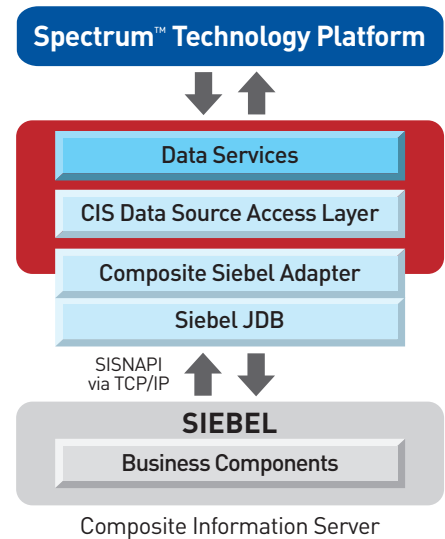 Spectrum™ Technology Platform
Data Services
CIS Data Source Access Layer
Composite Siebel Adapter
Siebel JDB
SISNAPI
via TCP/IP
SIEBEL
Business Components
Composite Information Server